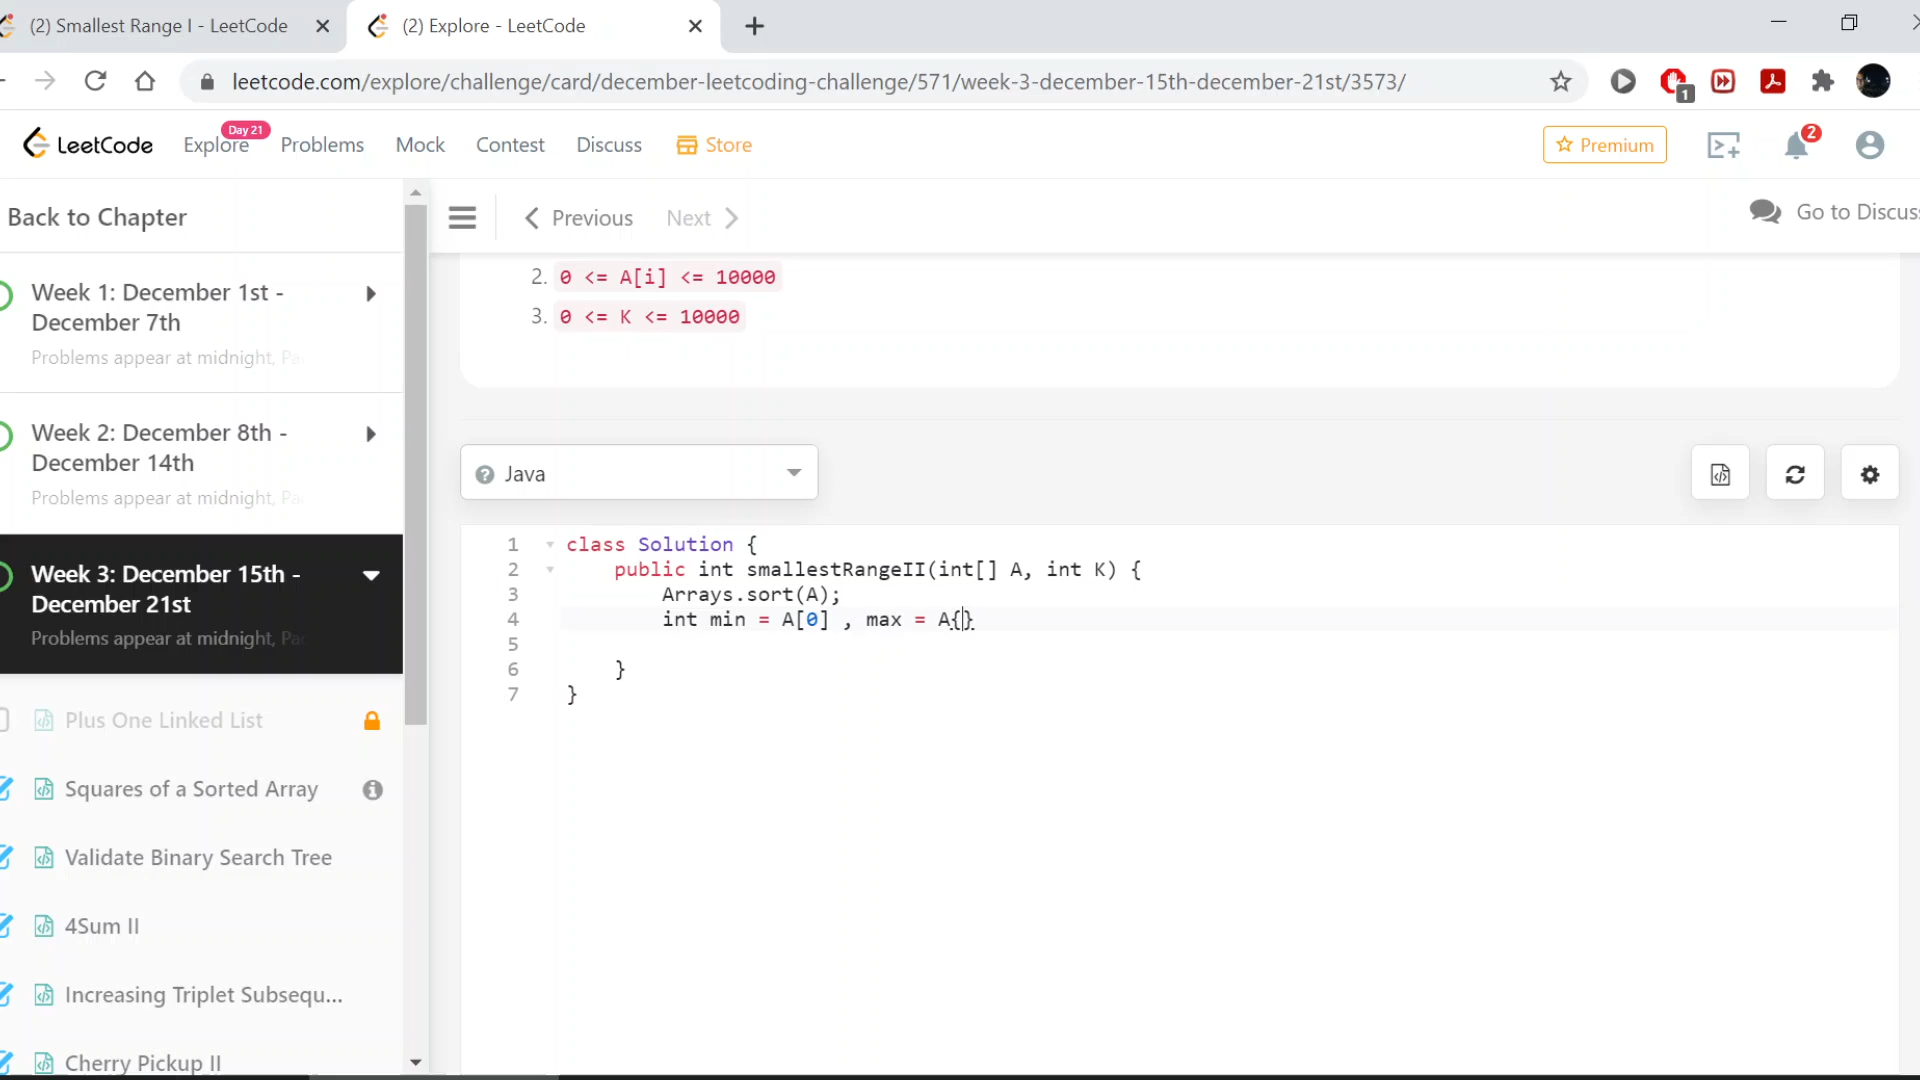 (2) Smallest Range I - LeetCode
(2) Explore - LeetCode
leetcode.com/explore/challenge/card/december-leetcoding-challenge/571/week-3-december-15th-december-21st/3573/
1
LeetCode
Explore
Day 21
Problems
Mock
Contest
Discuss
Store
Premium
2
Back to Chapter
Previous
Next
Go to Discus
Week 1: December 1st -
December 7th
Problems appear at midnight, Pa
Week 2: December 8th -
December 14th
Problems appear at midnight, Pa
Week 3: December 15th -
December 21st
Problems appear at midnight, Pa
Plus One Linked List
Squares of a Sorted Array
Validate Binary Search Tree
4Sum II
Increasing Triplet Subsequ...
Cherry Pickup II
2. 0 <= A[i] <= 10000
3. 0 <= K <= 10000
Java
1 class Solution {
2 public int smallestRangeII(int[] A, int K) {
3 Arrays.sort(A);
4 int min = A[0] , max = A{}
5
6 }
7 }